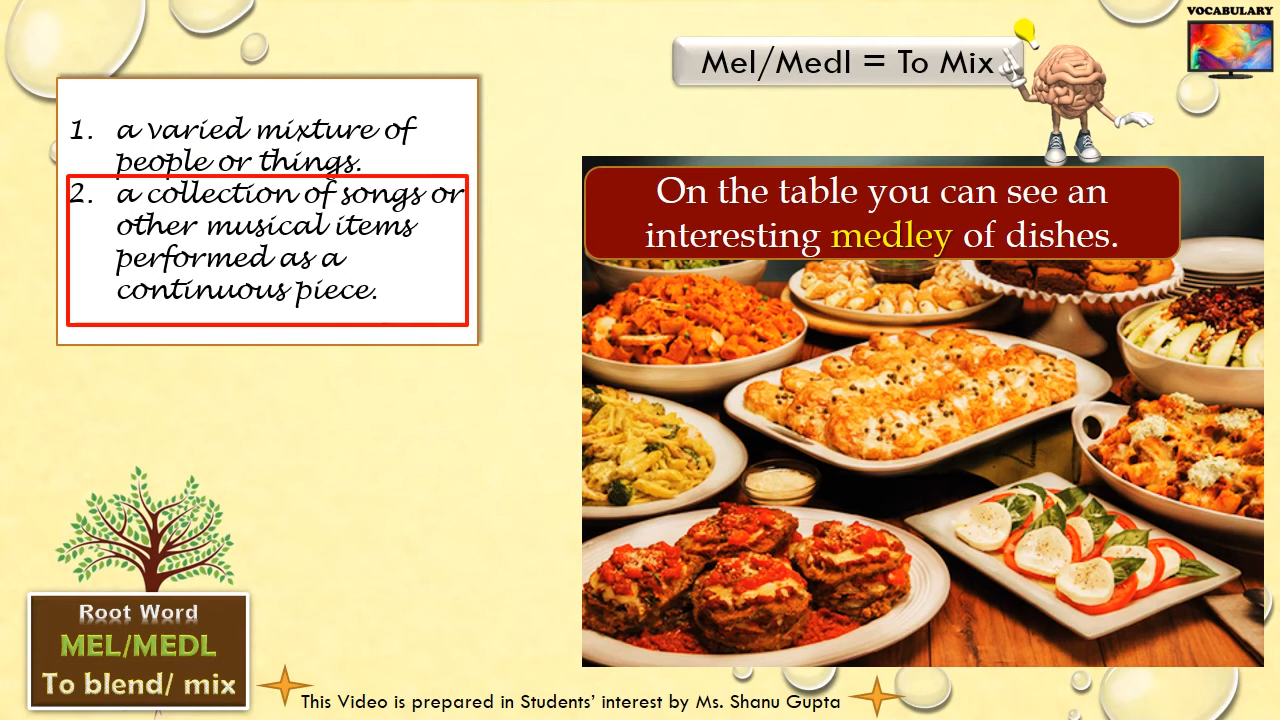 VOCABULARY
Mel/Medl = To Mix
1. a varied mixture of
people or things.
2. a collection of songs or
other musical items
performed as a
continuous piece.
On the table you can see an
interesting medley of dishes.
Root Word
MEL/MEDL
To blend/ mix
This Video is prepared in Students’ interest by Ms. Shanu Gupta